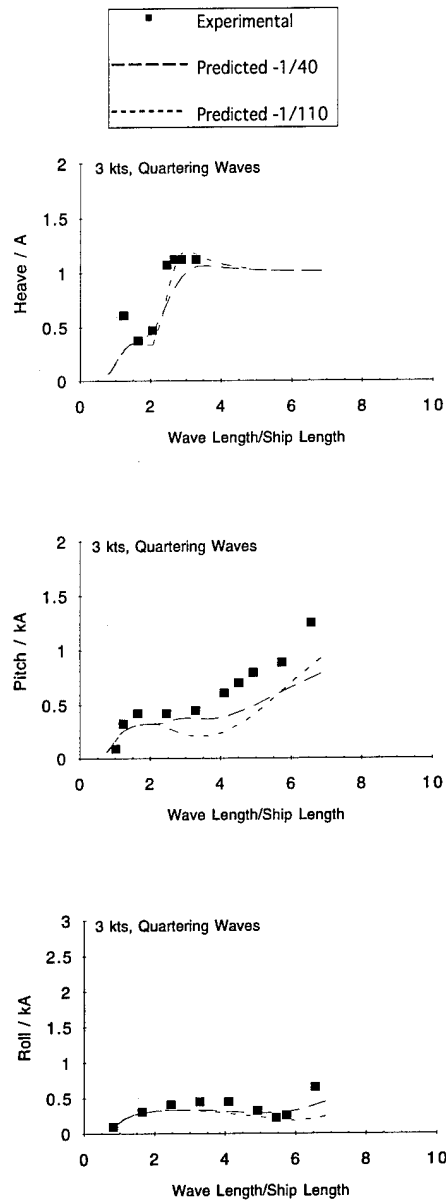 Experimental
Predicted -1/40
Predicted -1/110
3 kts, Quartering Waves
2
1.5
1
0.5
0
Heave / A
0 2 4 6 8 10
Wave Length/Ship Length
3 kts, Quartering Waves
2
1.5
1
0.5
0
Pitch / kA
0 2 4 6 8 10
Wave Length/Ship Length
3 kts, Quartering Waves
3
2.5
2
1.5
1
0.5
0
Roll / kA
0 2 4 6 8 10
Wave Length/Ship Length